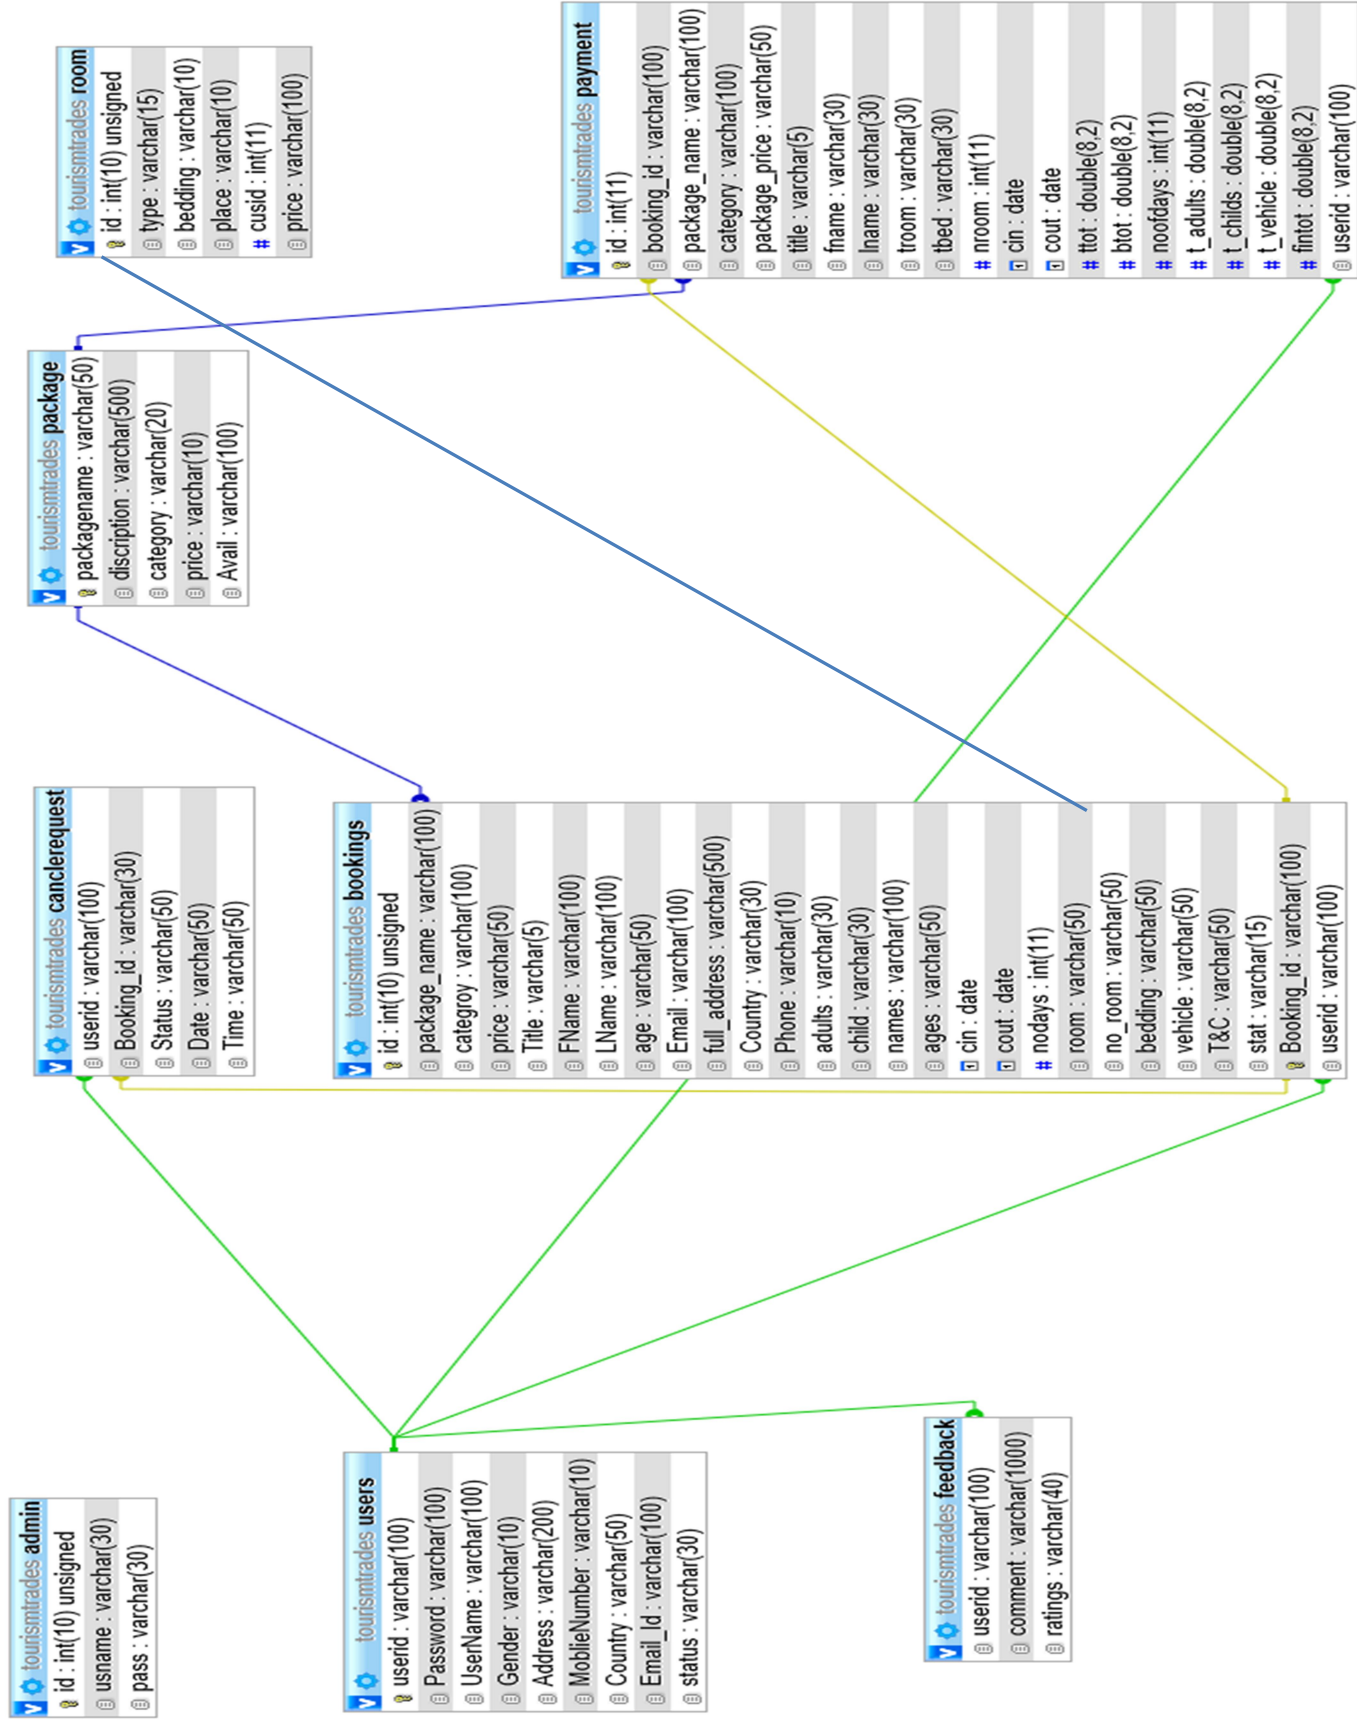 tourismtrades admin
id : int(10) unsigned
usname : varchar(30)
pass : varchar(30)
tourismtrades users
userid : varchar(100)
Password : varchar(100)
UserName : varchar(100)
Gender : varchar(10)
Address : varchar(200)
MoblieNumber : varchar(10)
Country : varchar(50)
Email_Id : varchar(100)
status : varchar(30)
tourismtrades feedback
userid : varchar(100)
comment : varchar(1000)
ratings : varchar(40)
tourismtrades canclerequest
userid : varchar(100)
Booking_id : varchar(30)
Status : varchar(50)
Date : varchar(50)
Time : varchar(50)
tourismtrades bookings
id : int(10) unsigned
package_name : varchar(100)
categroy : varchar(100)
price : varchar(50)
Title : varchar(5)
FName : varchar(100)
LName : varchar(100)
age : varchar(50)
Email : varchar(100)
full_address : varchar(500)
Country : varchar(30)
Phone : varchar(10)
adults : varchar(30)
child : varchar(30)
names : varchar(100)
ages : varchar(50)
cin : date
cout : date
# nodays : int(11)
room : varchar(50)
no_room : varchar(50)
bedding : varchar(50)
vehicle : varchar(50)
T&C : varchar(50)
stat : varchar(15)
Booking_id : varchar(100)
userid : varchar(100)
tourismtrades package
packagename : varchar(50)
discription : varchar(500)
category : varchar(20)
price : varchar(10)
Avail : varchar(100)
tourismtrades room
id : int(10) unsigned
type : varchar(15)
bedding : varchar(10)
place : varchar(10)
# cusid : int(11)
price : varchar(100)
tourismtrades payment
id : int(11)
booking_id : varchar(100)
package_name : varchar(100)
category : varchar(100)
package_price : varchar(50)
title : varchar(5)
fname : varchar(30)
lname : varchar(30)
troom : varchar(30)
tbed : varchar(30)
# nroom : int(11)
cin : date
cout : date
# ttot : double(8,2)
# btot : double(8,2)
# noofdays : int(11)
# t_adults : double(8,2)
# t_childs : double(8,2)
# t_vehicle : double(8,2)
# fintot : double(8,2)
userid : varchar(100)